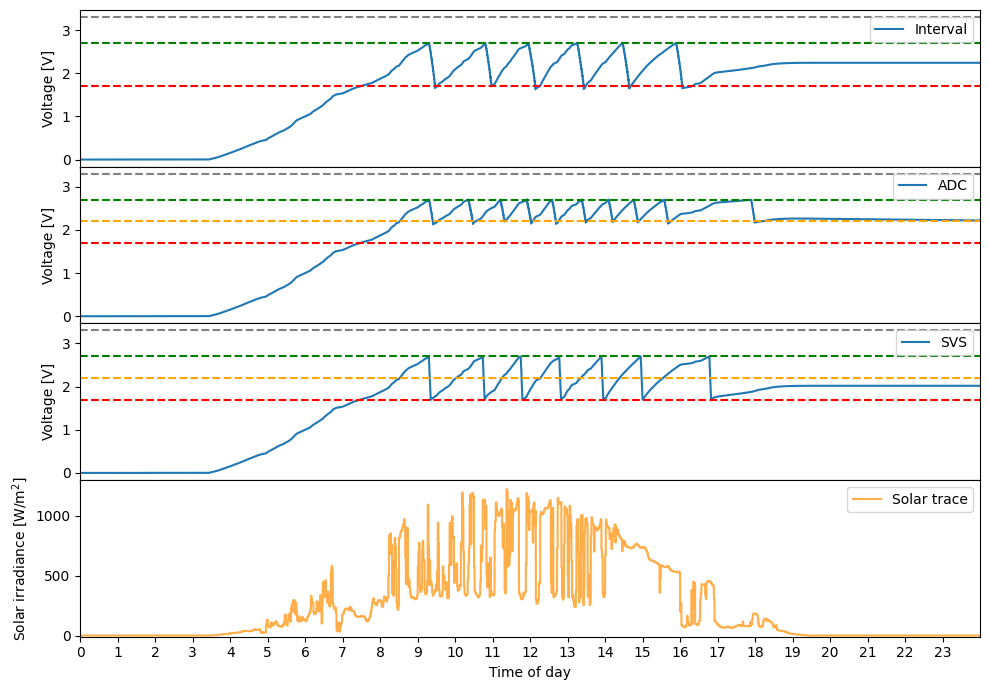 3
2
1
0
Voltage [V]
Interval
3
2
1
0
Voltage [V]
ADC
3
2
1
0
Voltage [V]
SVS
1000
500
0
Solar irradiance [W/m²]
Solar trace
0 1 2 3 4 5 6 7 8 9 10 11 12 13 14 15 16 17 18 19 20 21 22 23
Time of day